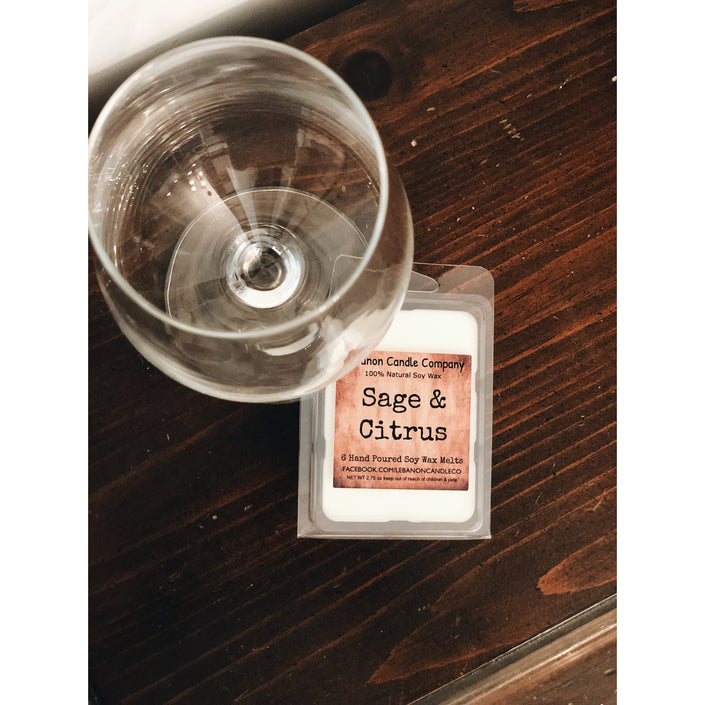 anon Candle Company
100% Natural Soy Wax
Sage &
Citrus
6 Hand Poured Soy Wax Melts
FACEBOOK.COM/LEBANONCANDLECO
NET WT 2.78 oz keep out of reach of children & pets